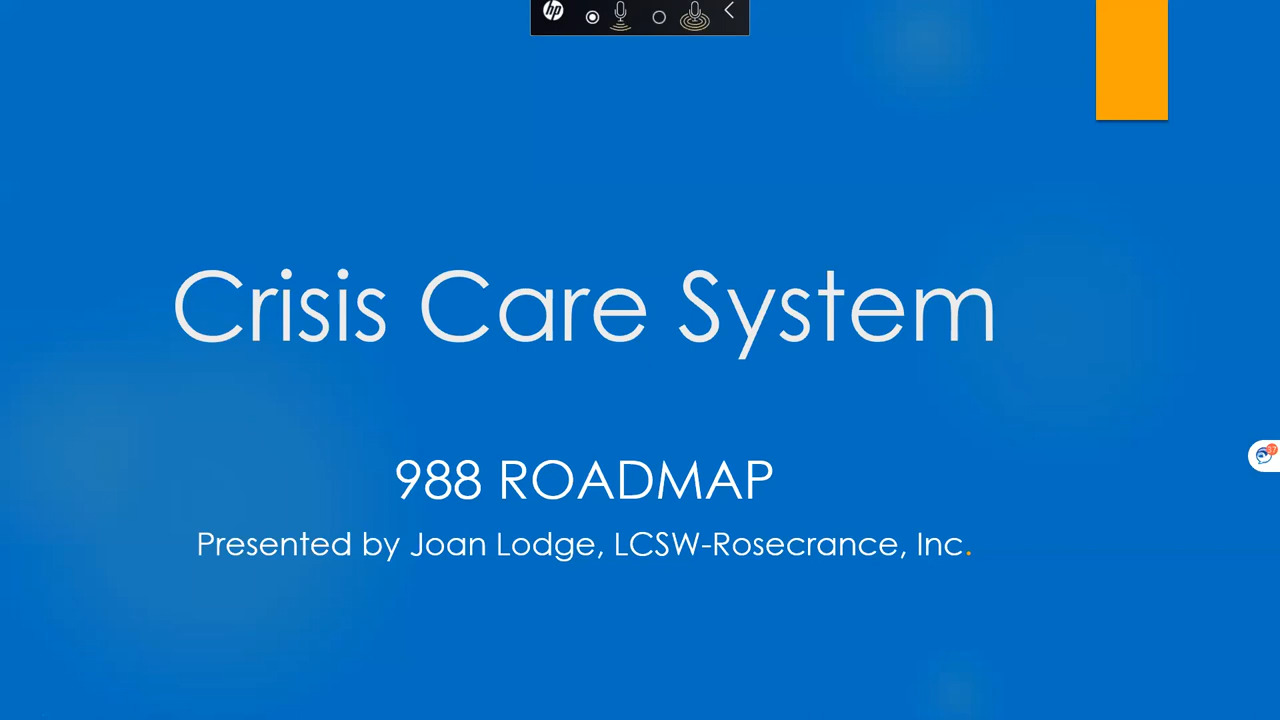 hp
Crisis Care System
988 ROADMAP
Presented by Joan Lodge, LCSW-Rosecrance, Inc.